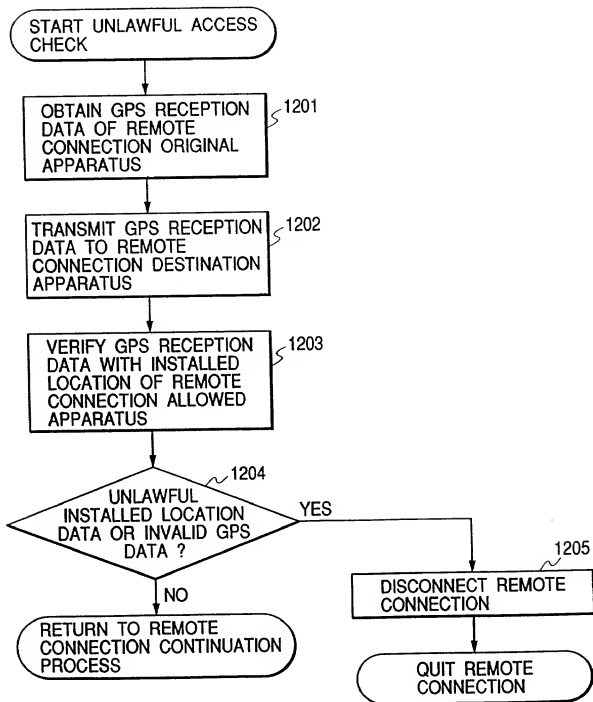 START UNLAWFUL ACCESS
CHECK
OBTAIN GPS RECEPTION
DATA OF REMOTE
CONNECTION ORIGINAL
APPARATUS
1201
TRANSMIT GPS RECEPTION
DATA TO REMOTE
CONNECTION DESTINATION
APPARATUS
1202
VERIFY GPS RECEPTION
DATA WITH INSTALLED
LOCATION OF REMOTE
CONNECTION ALLOWED
APPARATUS
1203
1204
UNLAWFUL
INSTALLED LOCATION
DATA OR INVALID GPS
DATA ?
YES
NO
1205
DISCONNECT REMOTE
CONNECTION
RETURN TO REMOTE
CONNECTION CONTINUATION
PROCESS
QUIT REMOTE
CONNECTION